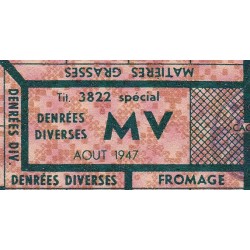 MATIÈRES GRASSES
DENRÉES DIV.
Tit. 3822 spécial
DENRÉES
DIVERSES
MV
AOUT 1947
DENRÉES DIVERSES
FROMAGE